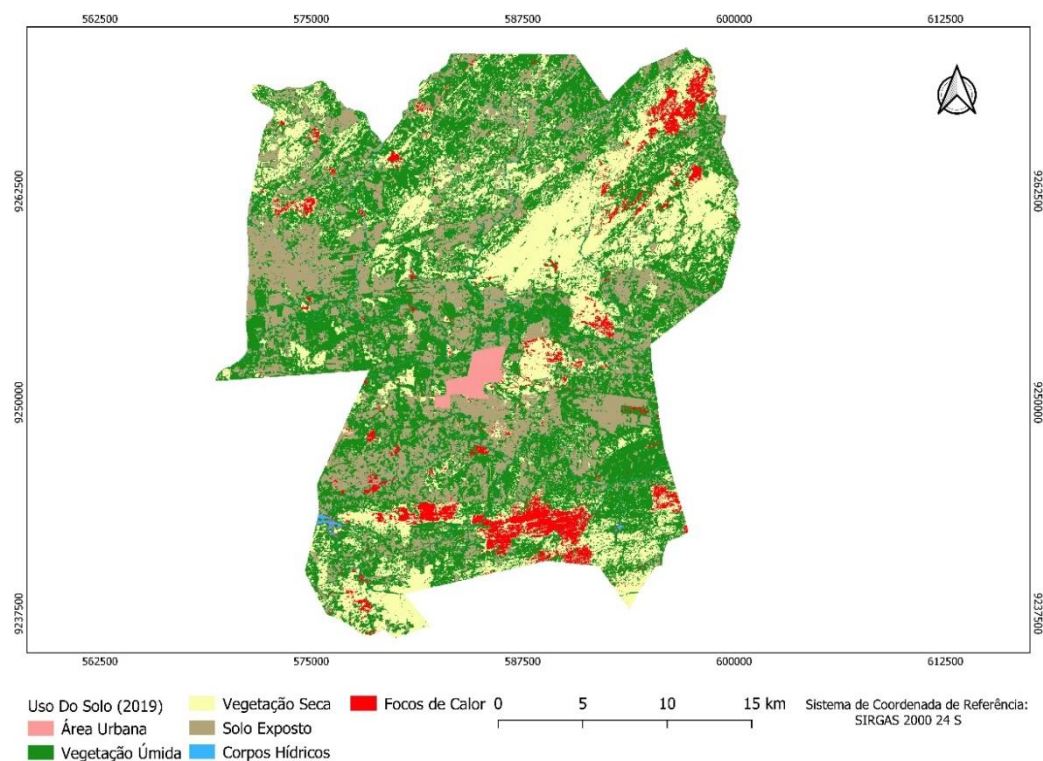 562500 575000 587500 600000 612500
9262500 9262500
9250000 9250000
9237500 9237500
562500 575000 587500 600000 612500
Uso Do Solo (2019)
Área Urbana
Vegetação Úmida
Vegetação Seca
Solo Exposto
Corpos Hídricos
Focos de Calor
0 5 10 15 km
Sistema de Coordenada de Referência:
SIRGAS 2000 24 S